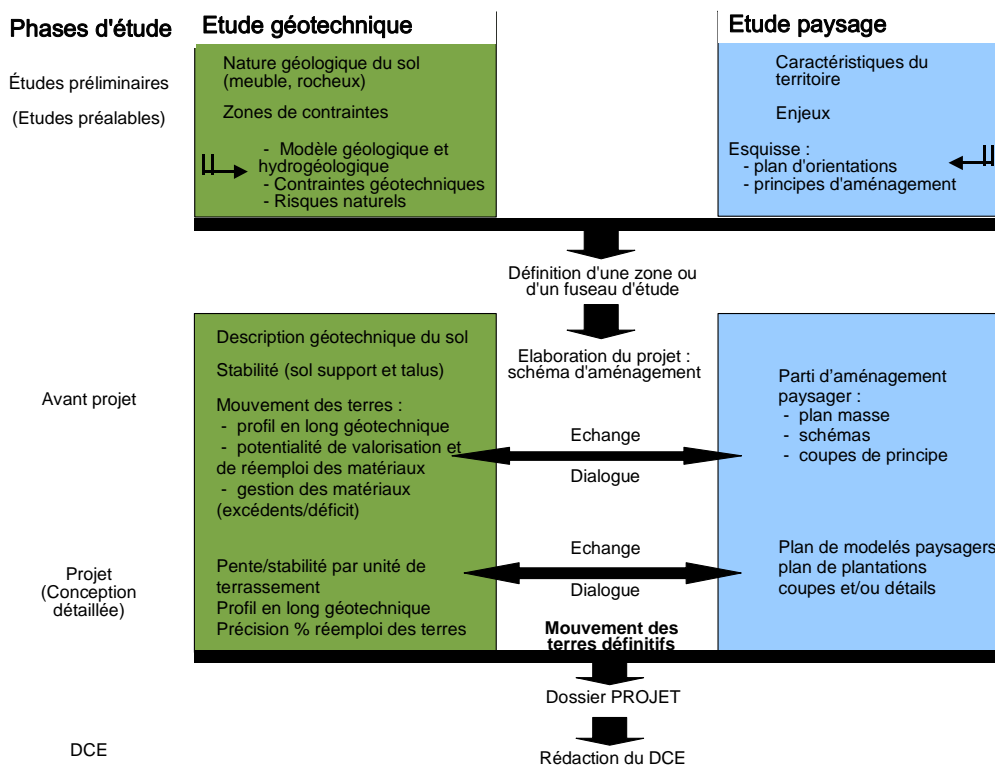 Phases d'étude
Etude géotechnique
Etude paysage
Études préliminaires
(Etudes préalables)
Nature géologique du sol
(meuble, rocheux)
Zones de contraintes
- Modèle géologique et
hydrogéologique
- Contraintes géotechniques
- Risques naturels
Caractéristiques du
territoire
Enjeux
Esquisse :
- plan d'orientations
- principes d'aménagement
Définition d'une zone ou
d'un fuseau d'étude
Elaboration du projet :
schéma d'aménagement
Avant projet
Description géotechnique du sol
Stabilité (sol support et talus)
Mouvement des terres :
- profil en long géotechnique
- potentialité de valorisation et
de réemploi des matériaux
- gestion des matériaux
(excédents/déficit)
Echange
Dialogue
Parti d’aménagement
paysager :
- plan masse
- schémas
- coupes de principe
Projet
(Conception
détaillée)
Pente/stabilité par unité de
terrassement
Profil en long géotechnique
Précision % réemploi des terres
Echange
Dialogue
Mouvement des
terres définitifs
Plan de modelés paysagers
plan de plantations
coupes et/ou détails
Dossier PROJET
DCE
Rédaction du DCE